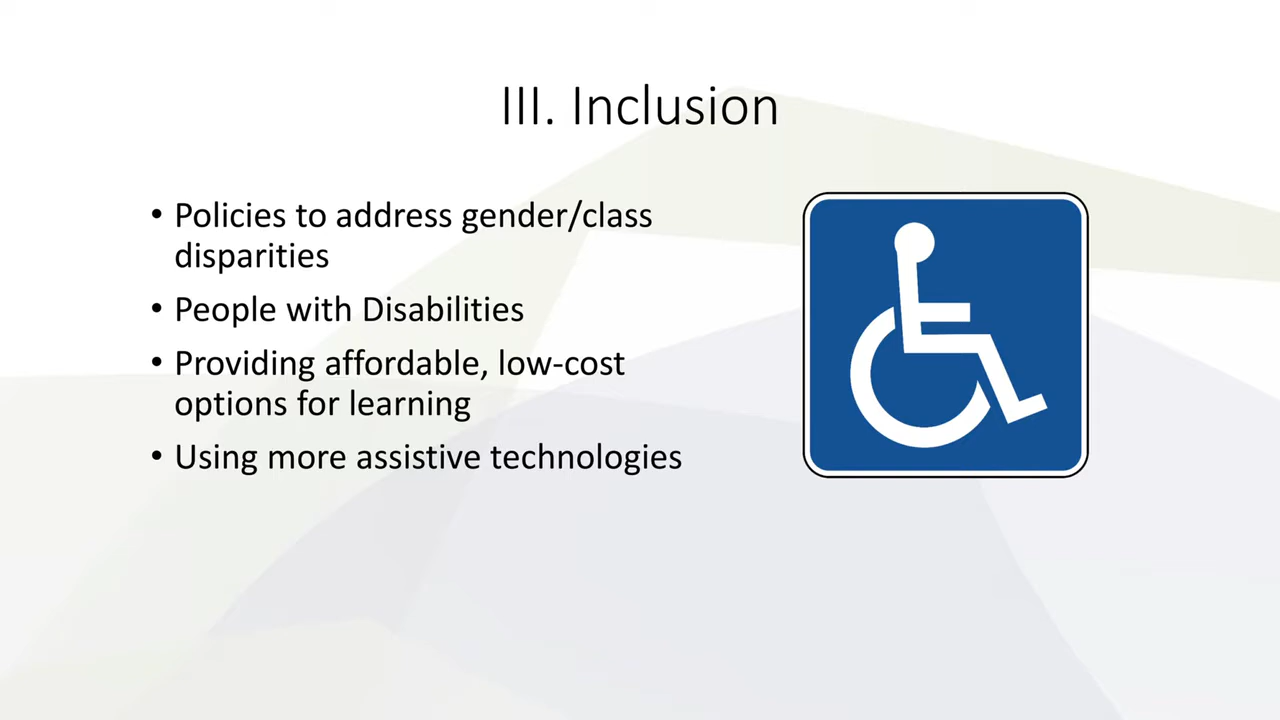 III. Inclusion
• Policies to address gender/class
disparities
• People with Disabilities
• Providing affordable, low-cost
options for learning
• Using more assistive technologies